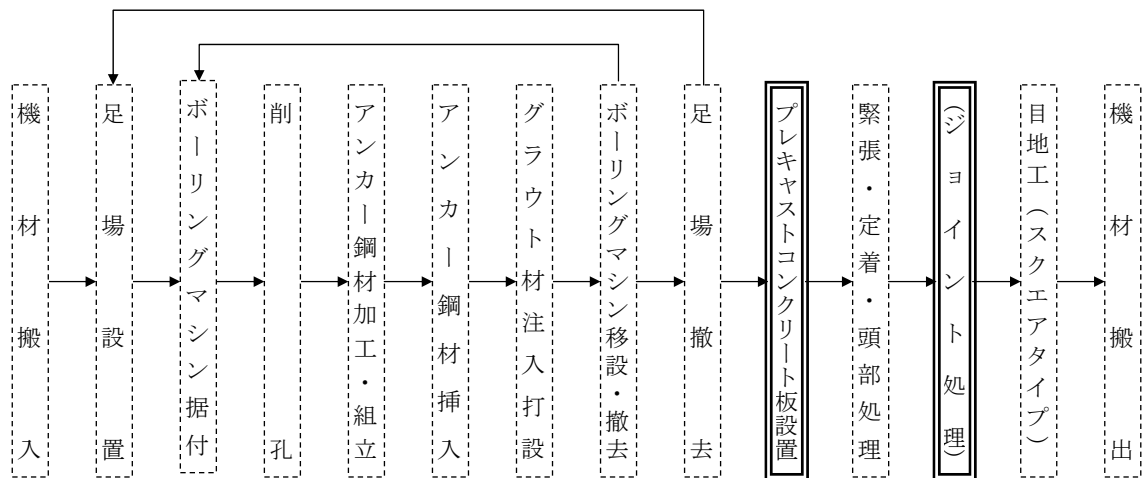 機材搬入
足場設置
ボーリングマシン据付
削孔
アンカー鋼材加工・組立
アンカー鋼材挿入
グラウト材注入打設
ボーリングマシン移設・撤去
足場撤去
プレキャストコンクリート板設置
緊張・定着・頭部処理
(ジョイント処理)
目地工(スクエアタイプ)
機材搬出